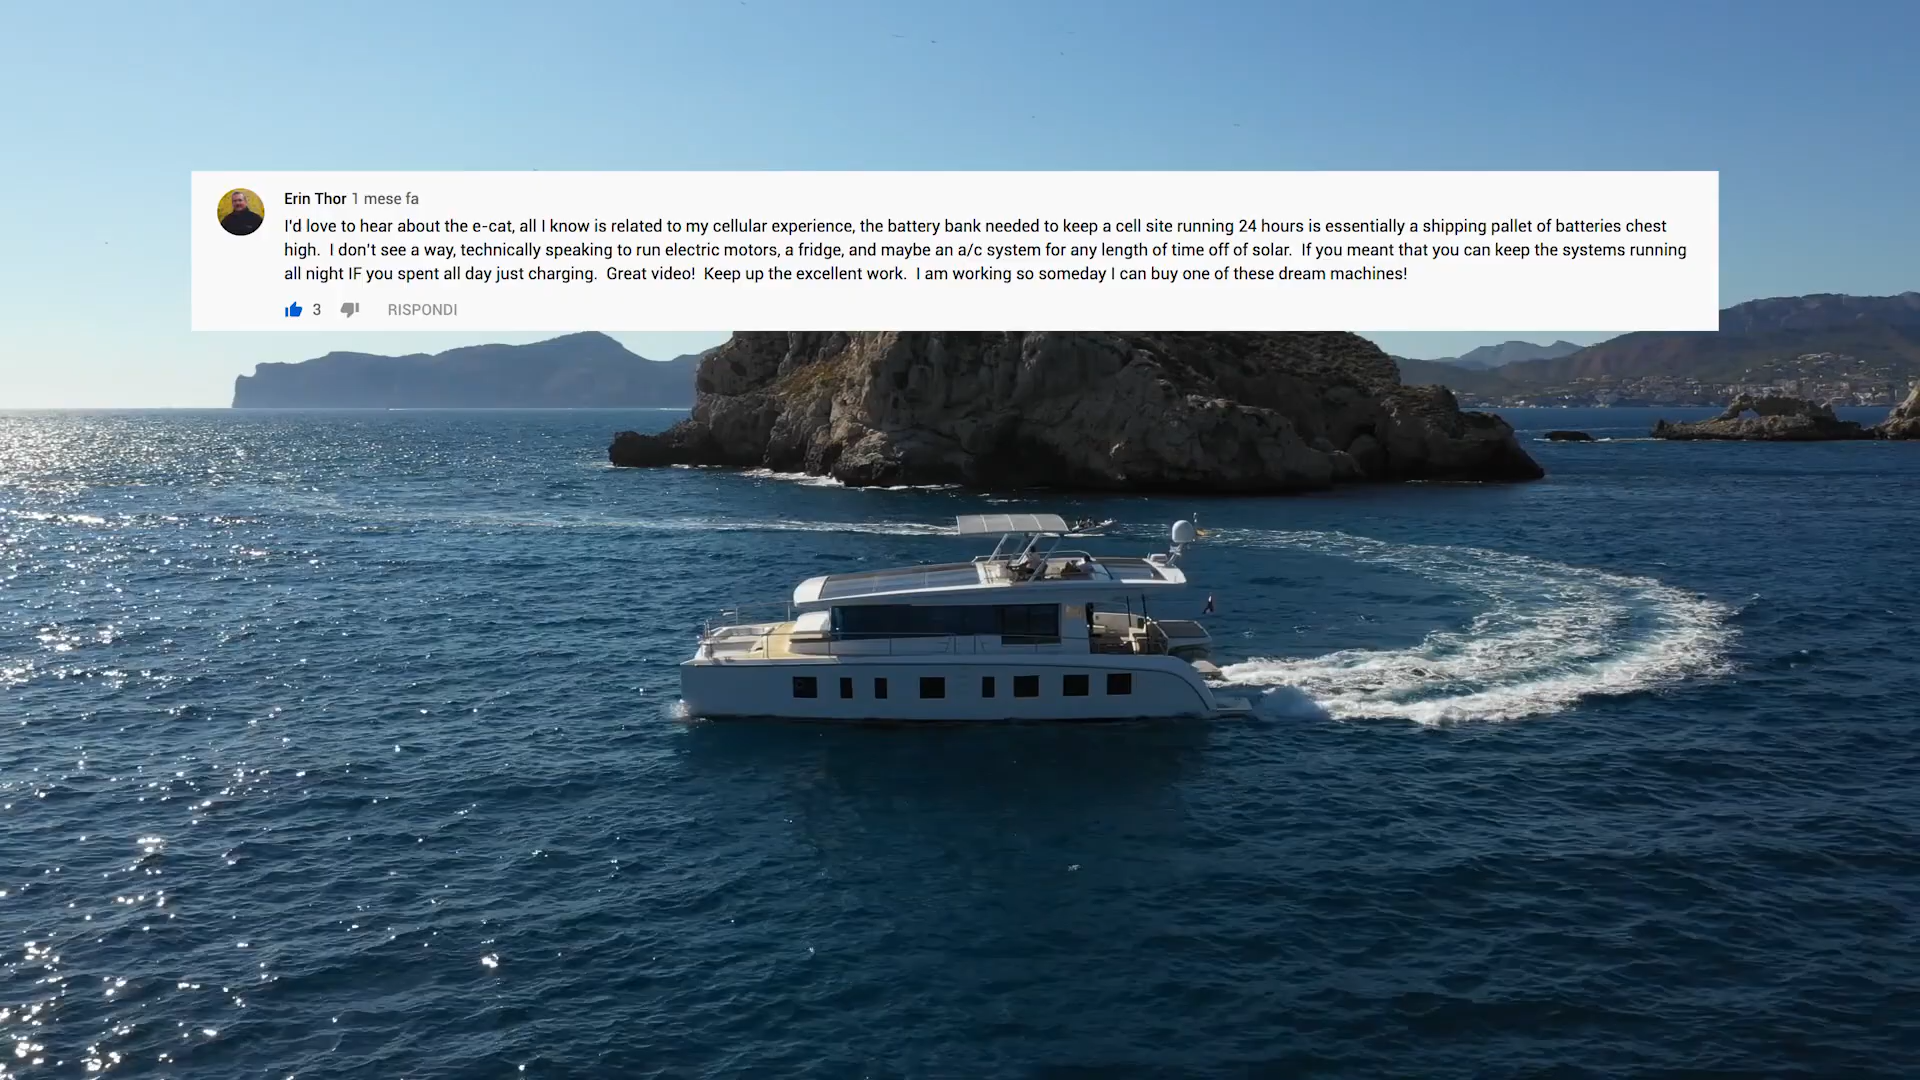 Erin Thor 1 mese fa
I'd love to hear about the e-cat, all I know is related to my cellular experience, the battery bank needed to keep a cell site running 24 hours is essentially a shipping pallet of batteries chest
high.  I don't see a way, technically speaking to run electric motors, a fridge, and maybe an a/c system for any length of time off of solar.  If you meant that you can keep the systems running
all night IF you spent all day just charging.  Great video!  Keep up the excellent work.  I am working so someday I can buy one of these dream machines!
3 RISPONDI